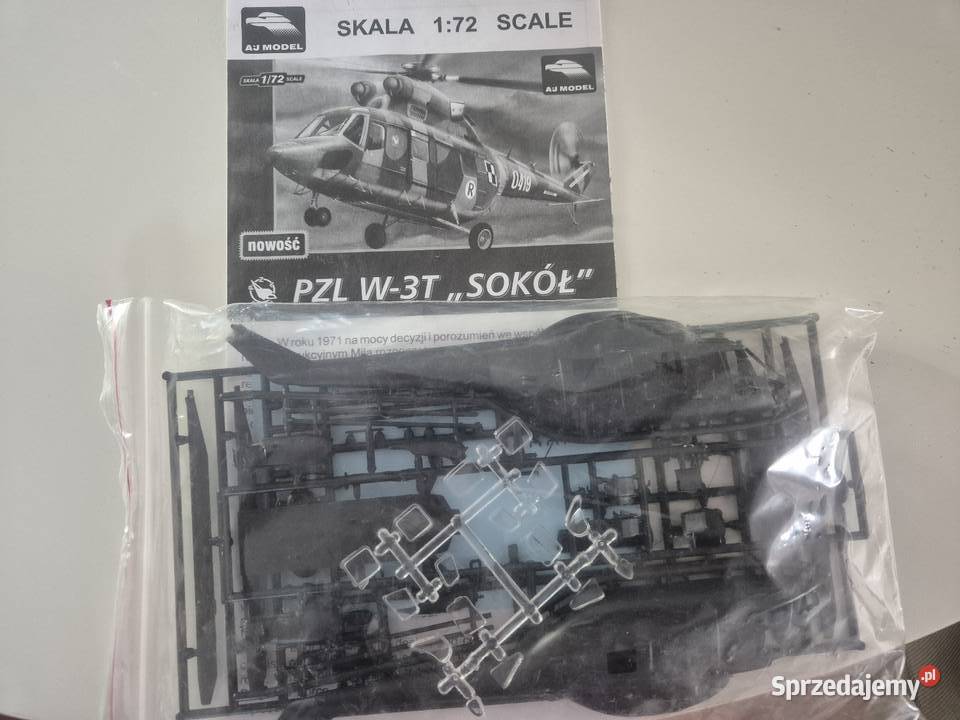 AJ MODEL
SKALA 1:72 SCALE
SKALA 1/72 SCALE
AJ MODEL
0419
R
nowość
PZL W-3T „SOKÓŁ”
W roku 1971 na mocy decyzji i porozumień we
Sprzedajemy.pl